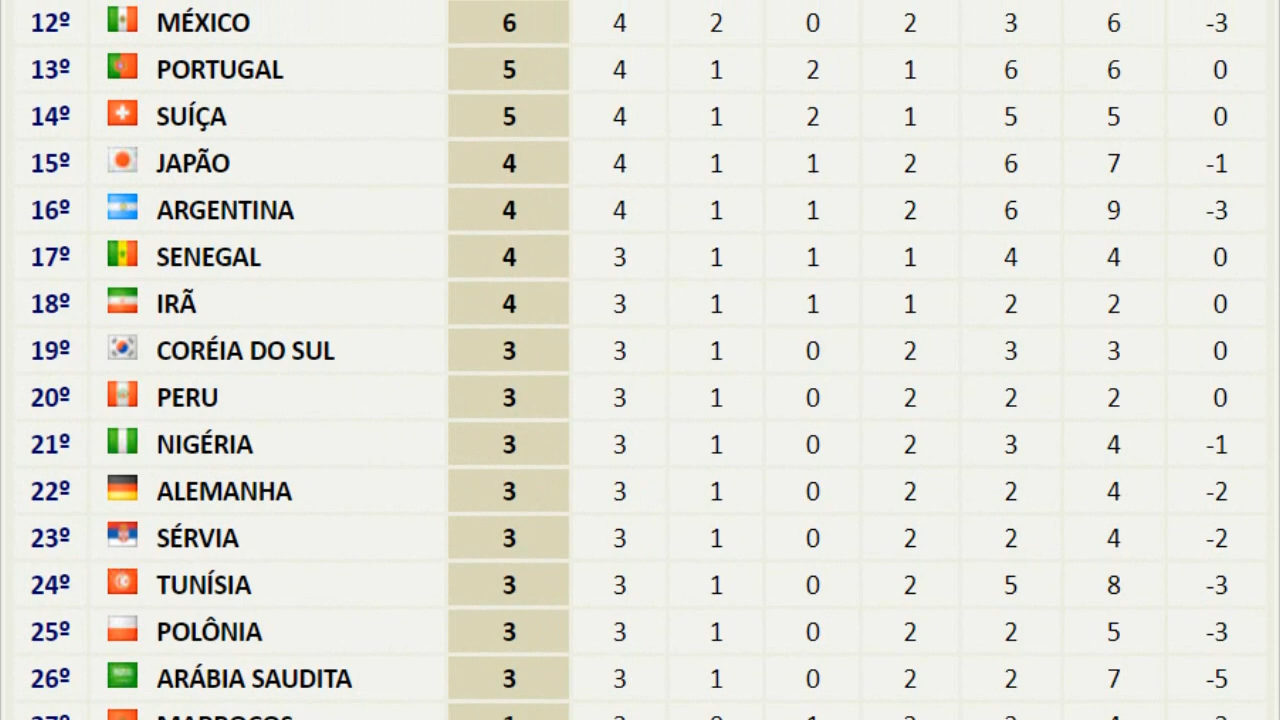 12º MÉXICO 6 4 2 0 2 3 6 -3
13º PORTUGAL 5 4 1 2 1 6 6 0
14º SUÍÇA 5 4 1 2 1 5 5 0
15º JAPÃO 4 4 1 1 2 6 7 -1
16º ARGENTINA 4 4 1 1 2 6 9 -3
17º SENEGAL 4 3 1 1 1 4 4 0
18º IRÃ 4 3 1 1 1 2 2 0
19º CORÉIA DO SUL 3 3 1 0 2 3 3 0
20º PERU 3 3 1 0 2 2 2 0
21º NIGÉRIA 3 3 1 0 2 3 4 -1
22º ALEMANHA 3 3 1 0 2 2 4 -2
23º SÉRVIA 3 3 1 0 2 2 4 -2
24º TUNÍSIA 3 3 1 0 2 5 8 -3
25º POLÔNIA 3 3 1 0 2 2 5 -3
26º ARÁBIA SAUDITA 3 3 1 0 2 2 7 -5
27º MARROCOS